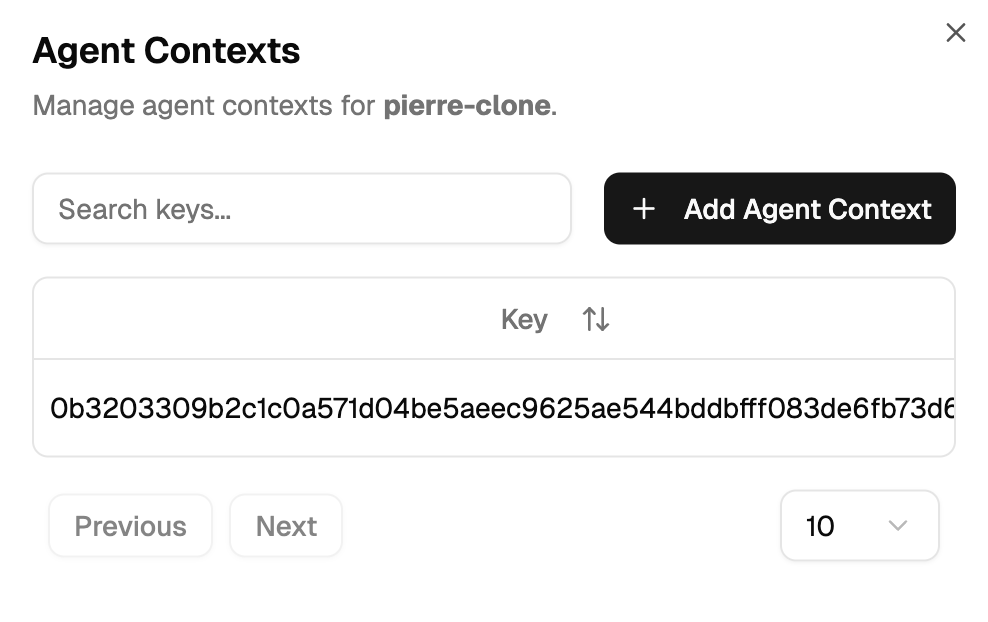 Agent Contexts
Manage agent contexts for pierre-clone.
Search keys...
+ Add Agent Context
Key
0b3203309b2c1c0a571d04be5aeec9625ae544bddbfff083de6fb73d6
Previous
Next
10